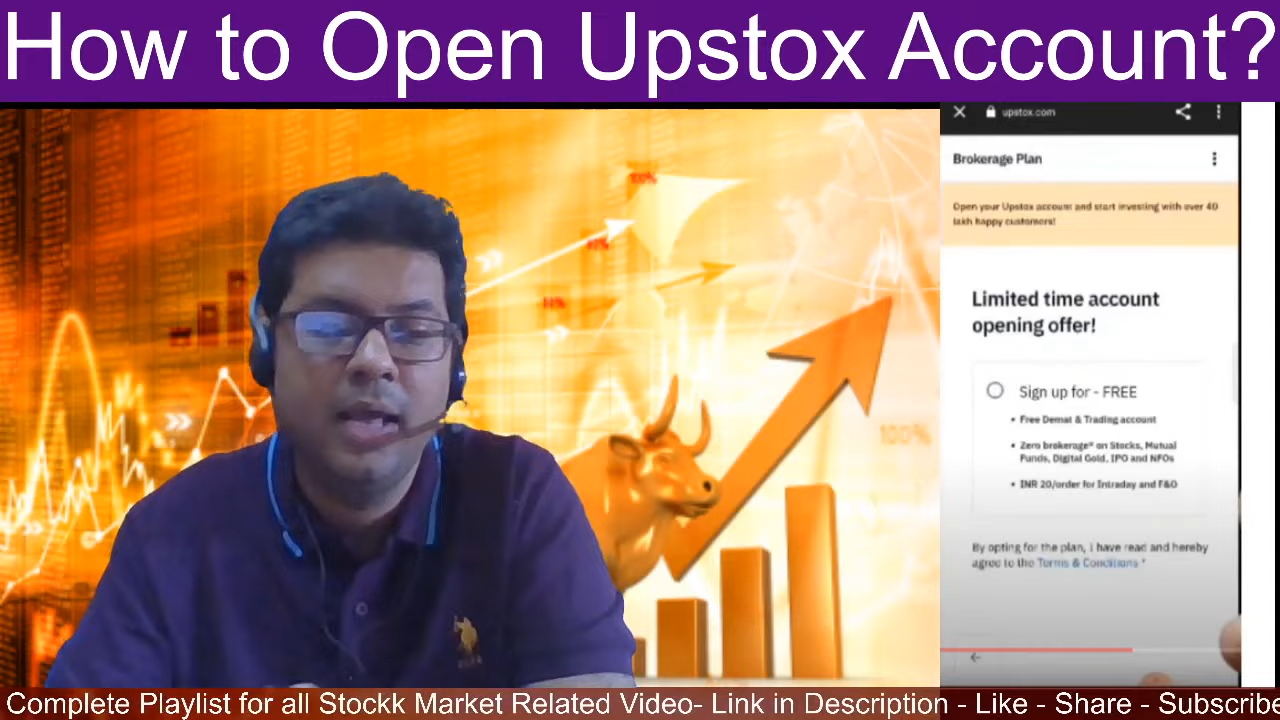 How to Open Upstox Account?
upstox.com
Brokerage Plan
Open your Upstox account and start investing with over 40
lakh happy customers!
Limited time account
opening offer!
Sign up for - FREE
• Free Demat & Trading account
• Zero brokerage* on Stocks, Mutual
Funds, Digital Gold, IPO and NFOs
• INR 20/order for Intraday and F&O
By opting for the plan, i have read and hereby
agree to the Terms & Conditions *
100%
Complete Playlist for all Stockk Market Related Video- Link in Description - Like - Share - Subscribe